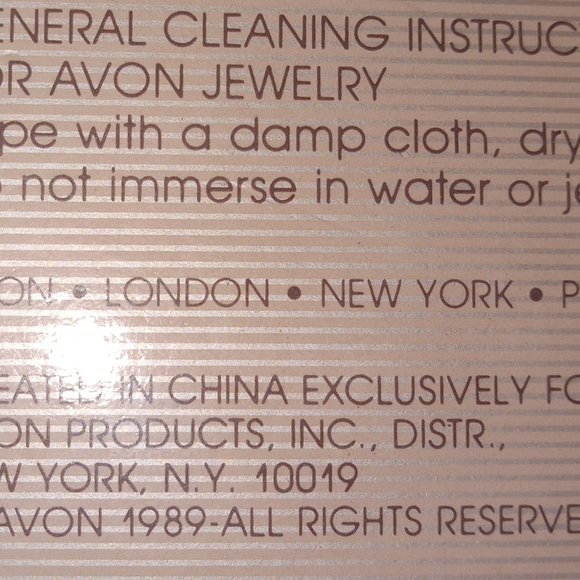 ENERAL CLEANING INSTRUC
OR AVON JEWELRY
pe with a damp cloth, dry
o not immerse in water or je
ON • LONDON • NEW YORK • P
EATED IN CHINA EXCLUSIVELY FO
ON PRODUCTS, INC., DISTR.,
W YORK, N.Y. 10019
AVON 1989-ALL RIGHTS RESERVE